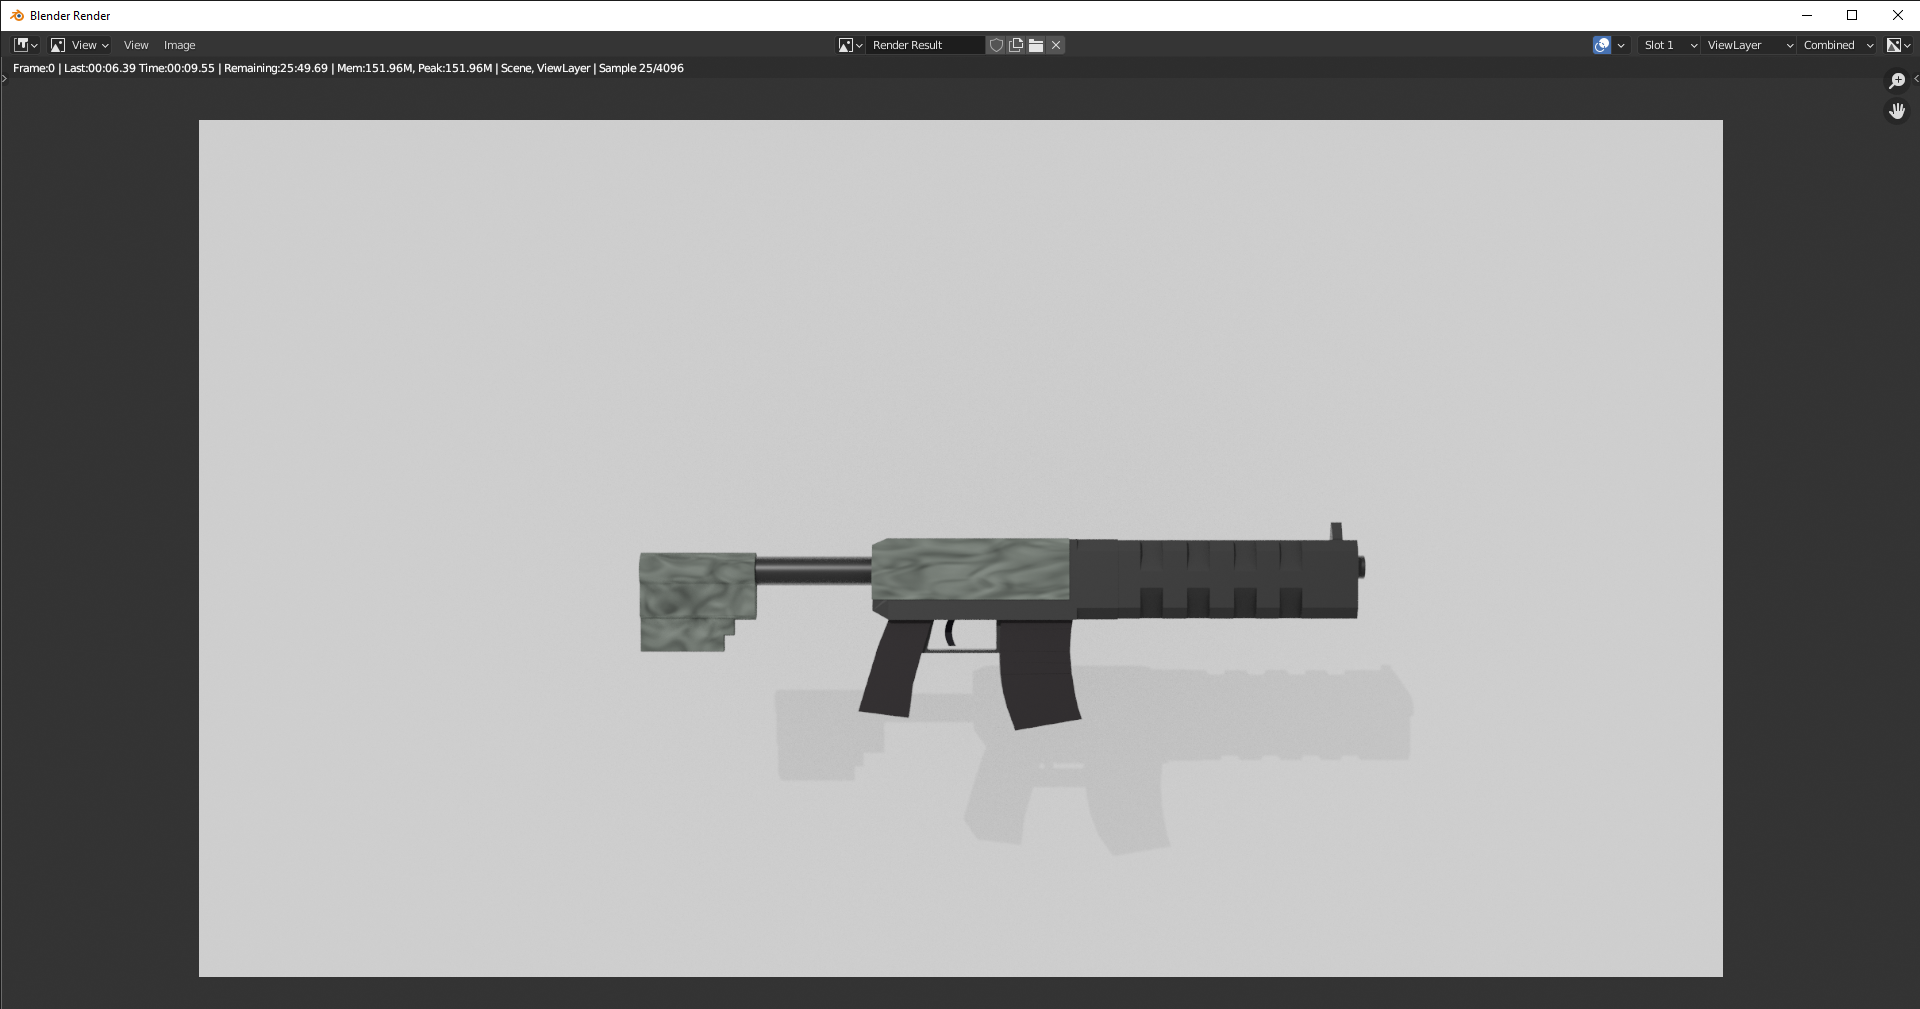 Blender Render
View View Image Render Result Slot 1 ViewLayer Combined
Frame:0 | Last:00:06.39 Time:00:09.55 | Remaining:25:49.69 | Mem:151.96M, Peak:151.96M | Scene, ViewLayer | Sample 25/4096